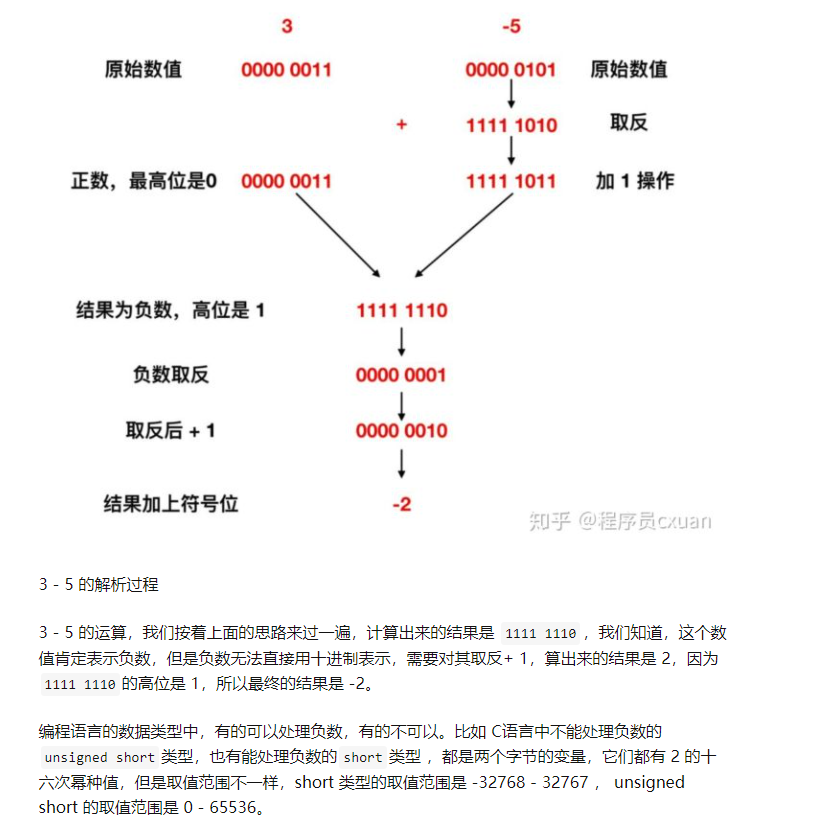 3 -5
原始数值 0000 0011 0000 0101 原始数值
+ 1111 1010 取反
正数，最高位是0 0000 0011 1111 1011 加 1 操作
结果为负数，高位是 1 1111 1110
负数取反 0000 0001
取反后 + 1 0000 0010
结果加上符号位 -2
知乎 @程序员cxuan
3 - 5 的解析过程
3 - 5 的运算，我们按着上面的思路来过一遍，计算出来的结果是 1111 1110 ，我们知道，这个数
值肯定表示负数，但是负数无法直接用十进制表示，需要对其取反+ 1，算出来的结果是 2，因为
1111 1110 的高位是 1，所以最终的结果是 -2。
编程语言的数据类型中，有的可以处理负数，有的不可以。比如 C语言中不能处理负数的
unsigned short 类型，也有能处理负数的 short 类型 ，都是两个字节的变量，它们都有 2 的十
六次幂种值，但是取值范围不一样，short 类型的取值范围是 -32768 - 32767 ， unsigned
short 的取值范围是 0 - 65536。